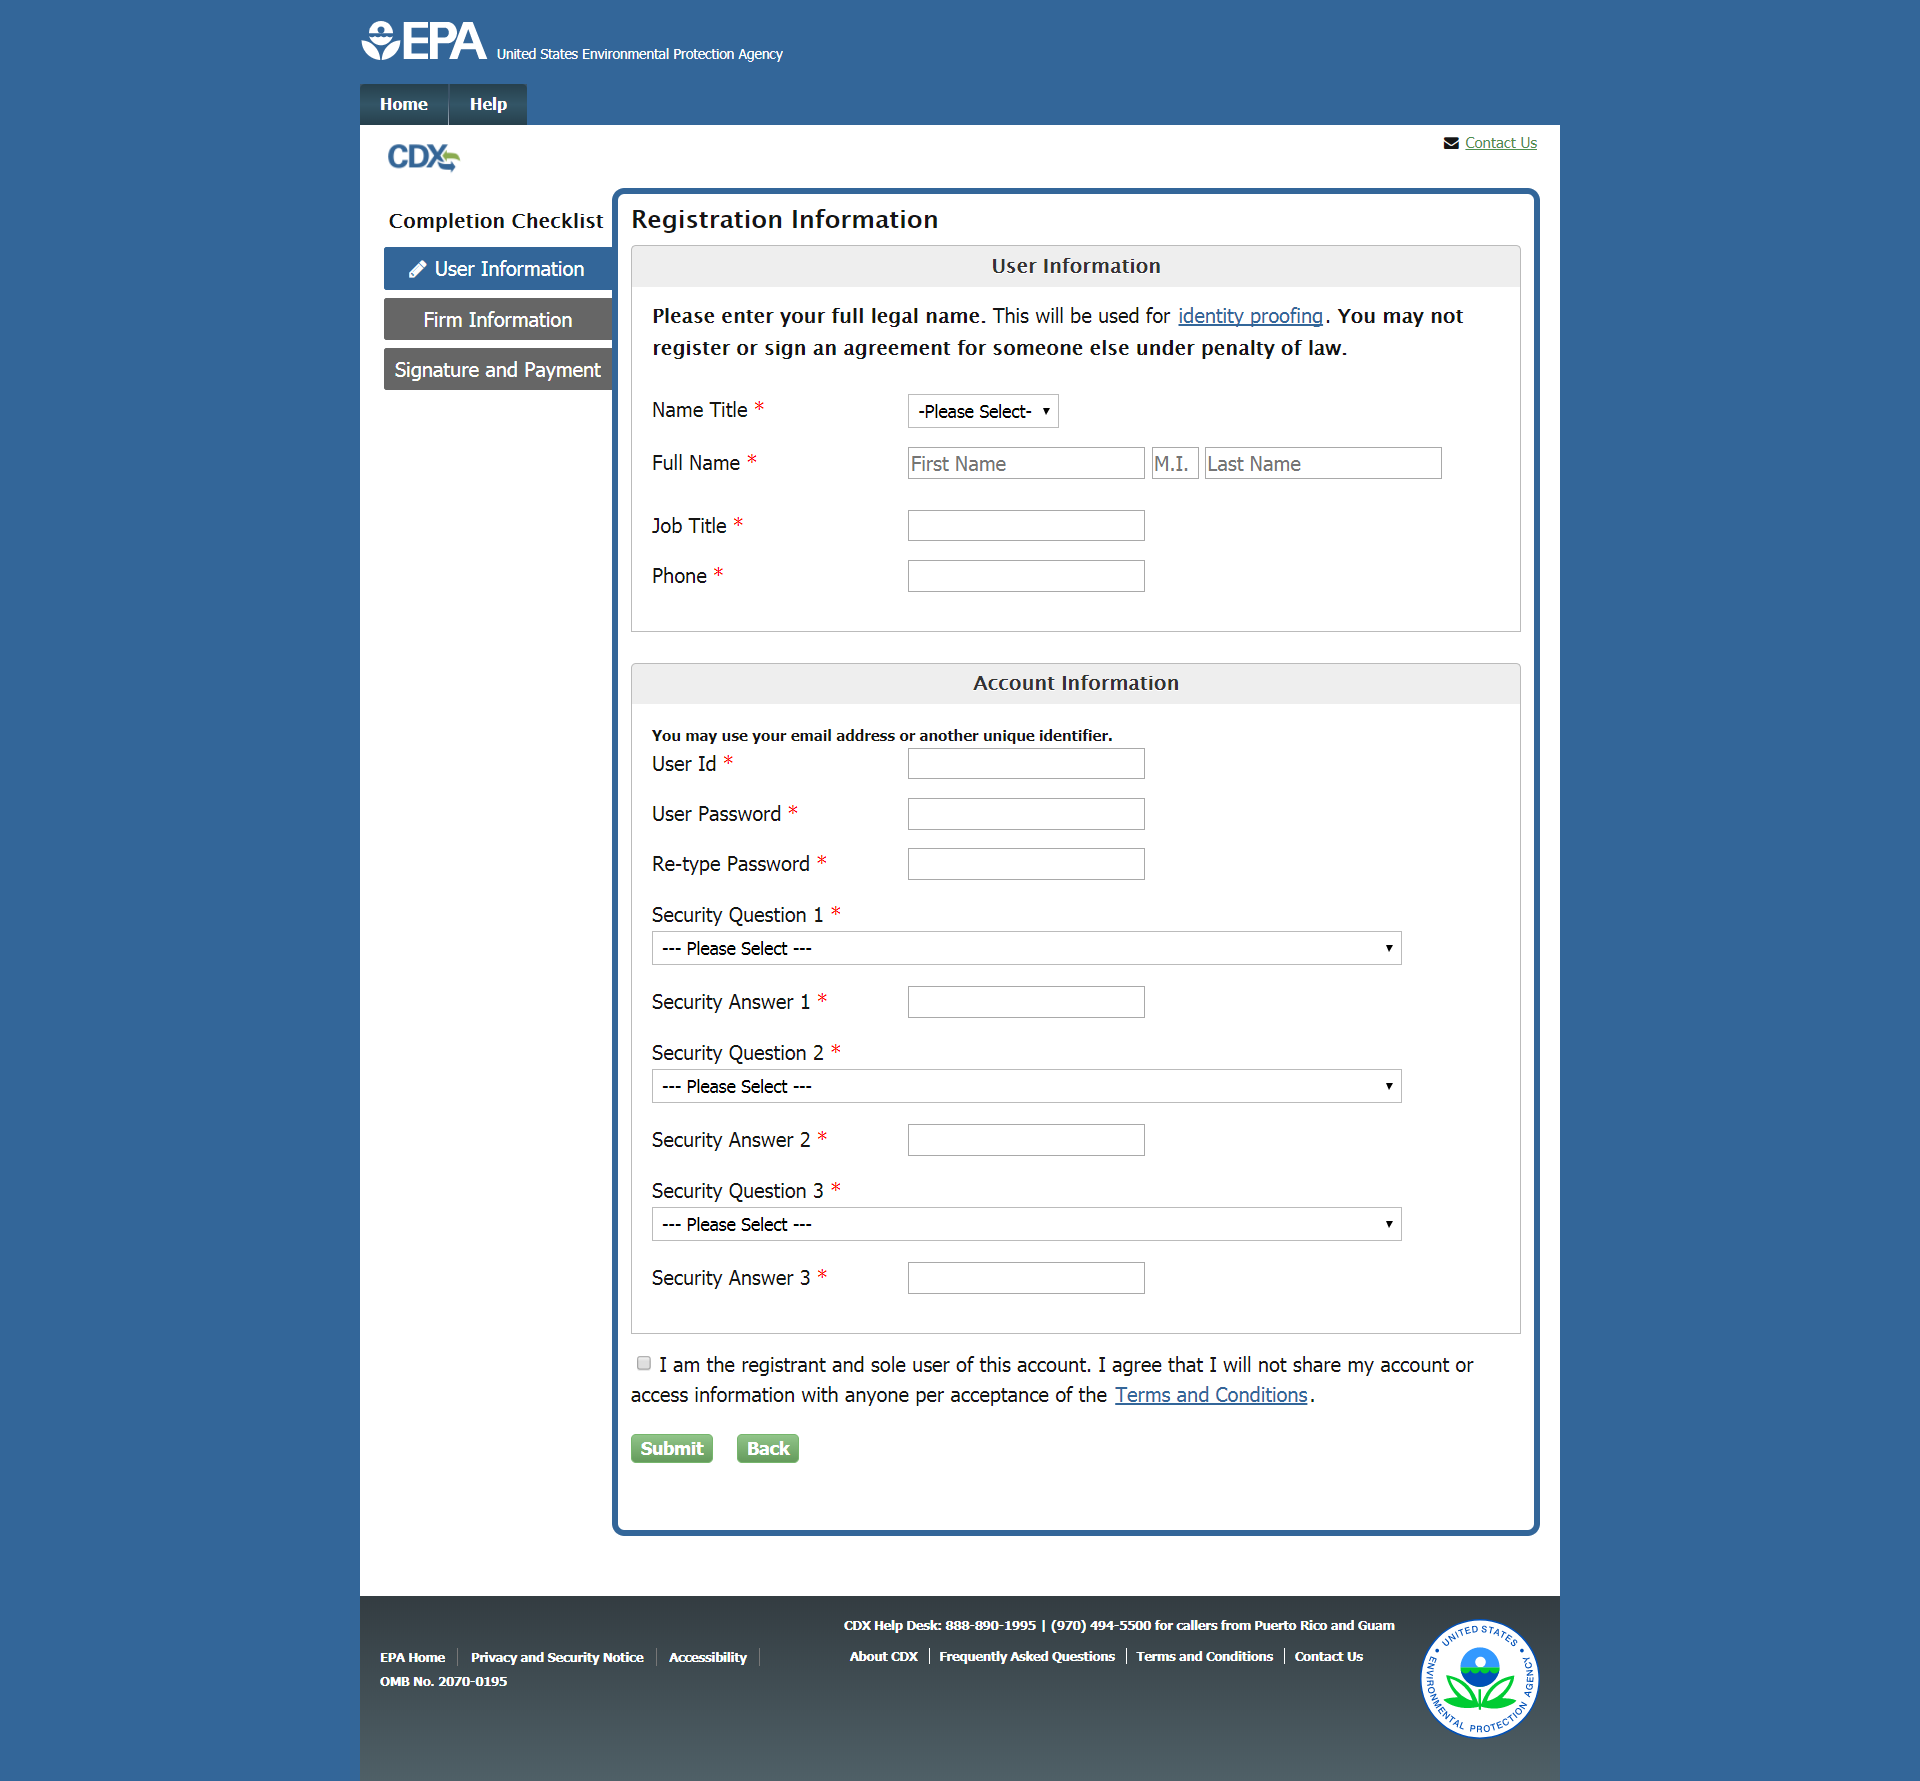 EPA United States Environmental Protection Agency
Home Help
Contact Us
CDX
Completion Checklist
User Information
Firm Information
Signature and Payment
Registration Information
User Information
Please enter your full legal name. This will be used for identity proofing. You may not
register or sign an agreement for someone else under penalty of law.
Name Title * -Please Select-
Full Name * First Name M.I. Last Name
Job Title *
Phone *
Account Information
You may use your email address or another unique identifier.
User Id *
User Password *
Re-type Password *
Security Question 1 *
--- Please Select ---
Security Answer 1 *
Security Question 2 *
--- Please Select ---
Security Answer 2 *
Security Question 3 *
--- Please Select ---
Security Answer 3 *
I am the registrant and sole user of this account. I agree that I will not share my account or
access information with anyone per acceptance of the Terms and Conditions.
Submit Back
CDX Help Desk: 888-890-1995 | (970) 494-5500 for callers from Puerto Rico and Guam
EPA Home Privacy and Security Notice Accessibility
About CDX Frequently Asked Questions Terms and Conditions Contact Us
OMB No. 2070-0195
UNITED STATES
ENVIRONMENTAL PROTECTION AGENCY